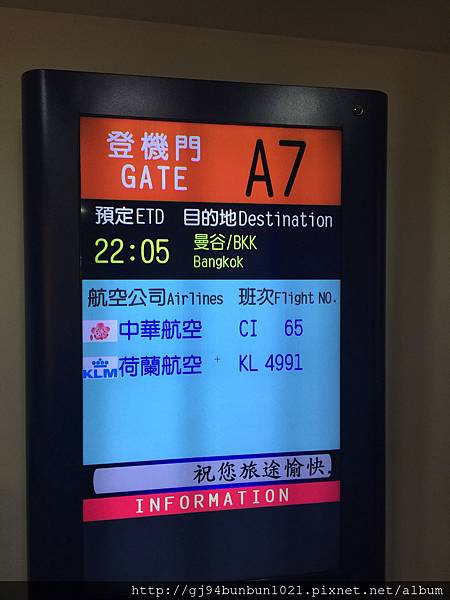 登機門
GATE
A7
預定ETD 目的地Destination
22:05
曼谷/BKK
Bangkok
航空公司Airlines 班次Flight NO.
中華航空 CI 65
KLM 荷蘭航空 KL 4991
祝您旅途愉快.
INFORMATION
http://gj94bunbun1021.pixnet.net/album